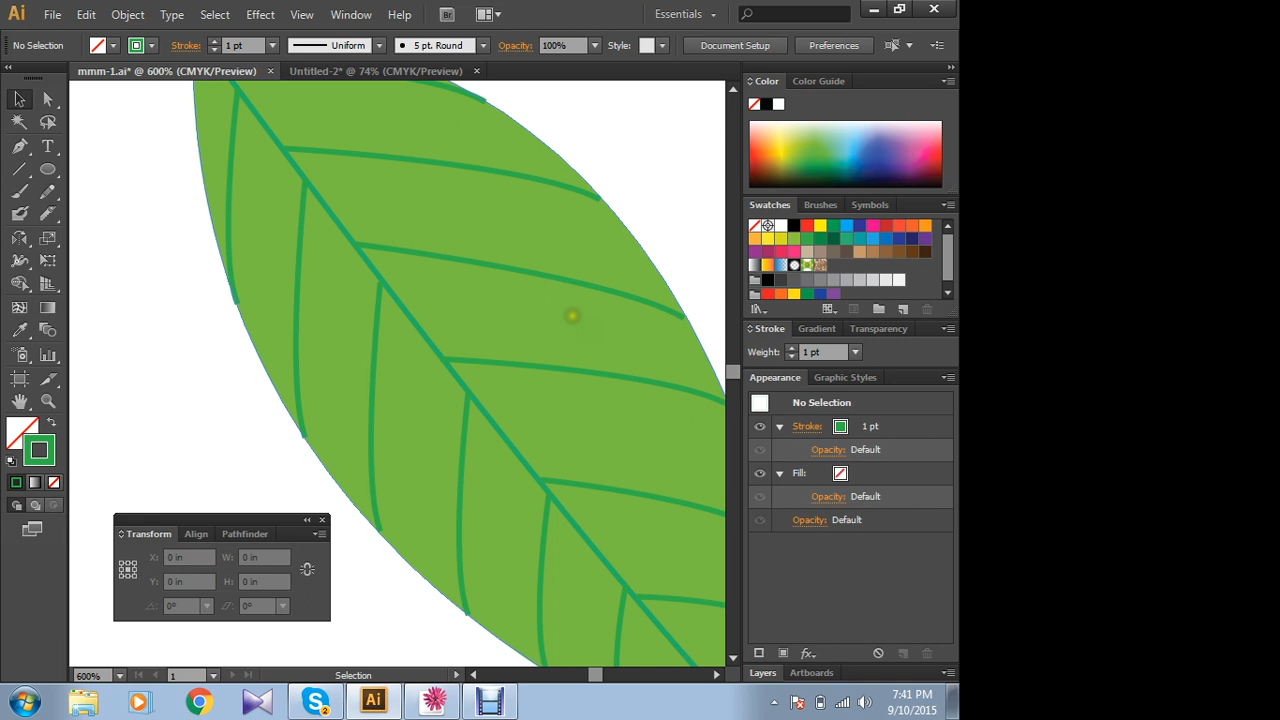 Ai File Edit Object Type Select Effect View Window Help Br Essentials
No Selection Stroke: 1 pt Uniform 5 pt. Round Opacity: 100% Style: Document Setup Preferences
mmm-1.ai* @ 600% (CMYK/Preview) × Untitled-2* @ 74% (CMYK/Preview) ×
Color Color Guide
Swatches Brushes Symbols
Stroke Gradient Transparency
Weight: 1 pt
Appearance Graphic Styles
No Selection
Stroke: 1 pt
Opacity: Default
Fill:
Opacity: Default
Opacity: Default
fx
Layers Artboards
Transform Align Pathfinder
X: 0 in W: 0 in
Y: 0 in H: 0 in
0° 0°
600% 1 Selection
S 2 Ai
7:41 PM
9/10/2015